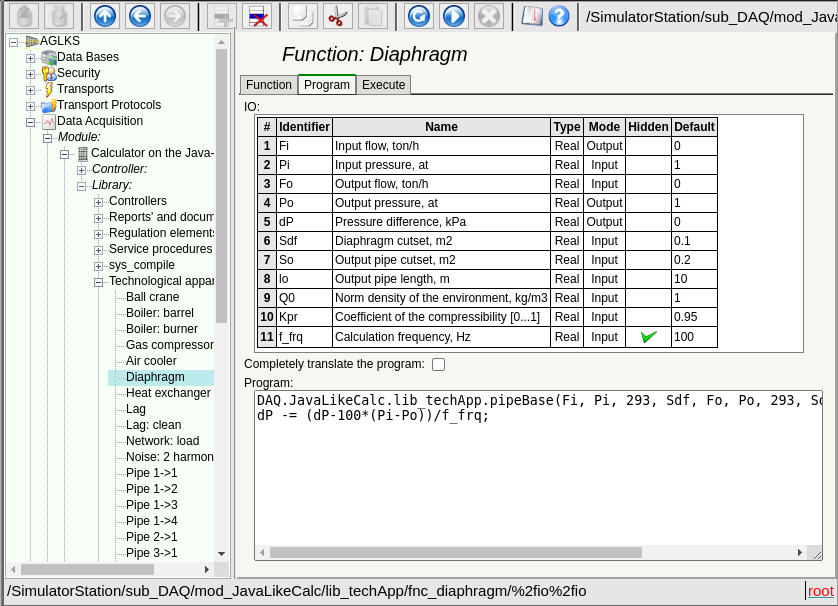 /SimulatorStation/sub_DAQ/mod_Java
AGLKS
Data Bases
Security
Transports
Transport Protocols
Data Acquisition
Module:
Calculator on the Java-
Controller:
Library:
Controllers
Reports' and docum
Regulation elements
Service procedures
sys_compile
Technological appar
Ball crane
Boiler: barrel
Boiler: burner
Gas compressor
Air cooler
Diaphragm
Heat exchanger
Lag
Lag: clean
Network: load
Noise: 2 harmon
Pipe 1->1
Pipe 1->2
Pipe 1->3
Pipe 1->4
Pipe 2->1
Pipe 3->1
Function: Diaphragm
Function Program Execute
IO:
# Identifier Name Type Mode Hidden Default
1 Fi Input flow, ton/h Real Output 0
2 Pi Input pressure, at Real Input 1
3 Fo Output flow, ton/h Real Input 0
4 Po Output pressure, at Real Output 1
5 dP Pressure difference, kPa Real Output 0
6 Sdf Diaphragm cutset, m2 Real Input 0.1
7 So Output pipe cutset, m2 Real Input 0.2
8 lo Output pipe length, m Real Input 10
9 Q0 Norm density of the environment, kg/m3 Real Input 1
10 Kpr Coefficient of the compressibility [0...1] Real Input 0.95
11 f_frq Calculation frequency, Hz Real Input 100
Completely translate the program:
Program:
DAQ.JavaLikeCalc.lib_techApp.pipeBase(Fi, Pi, 293, Sdf, Fo, Po, 293, So
dP -= (dP-100*(Pi-Po))/f_frq;
/SimulatorStation/sub_DAQ/mod_JavaLikeCalc/lib_techApp/fnc_diaphragm/%2fio%2fio
root